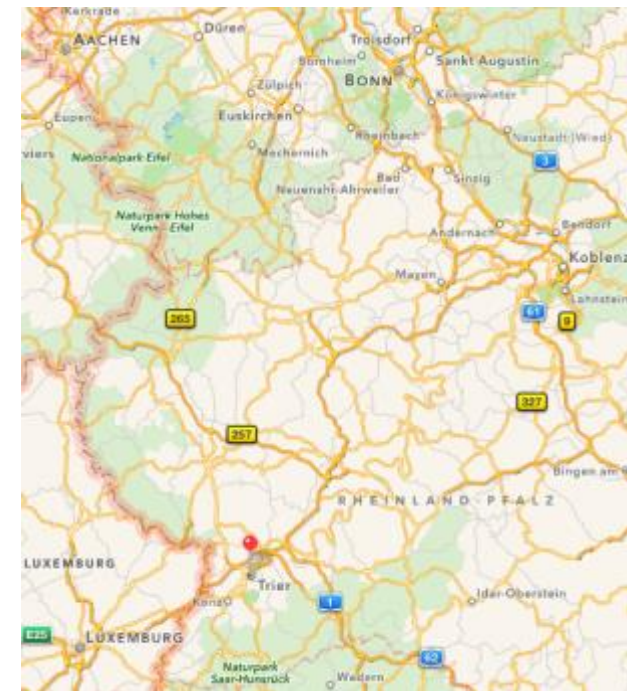 Kerkrade
AACHEN
Düren
Troisdorf
Sankt Augustin
Bornheim
BONN
Zülpich
Königswinter
Eupen
Euskirchen
Rheinbach
Neustadt (Wied)
viers
Nationalpark Eifel
Mechernich
3
Bad
Neuenahr-Ahrweiler
Sinzig
Naturpark Hohes
Venn - Eifel
Andernach
Bendorf
Koblenz
Mayen
Lahnstein
265
61
9
327
257
Bingen am
RHEINLAND-PFALZ
LUXEMBURG
Trier
Idar-Oberstein
Konz
1
E25
LUXEMBURG
62
Naturpark
Saar-Hunsrück
Wadern